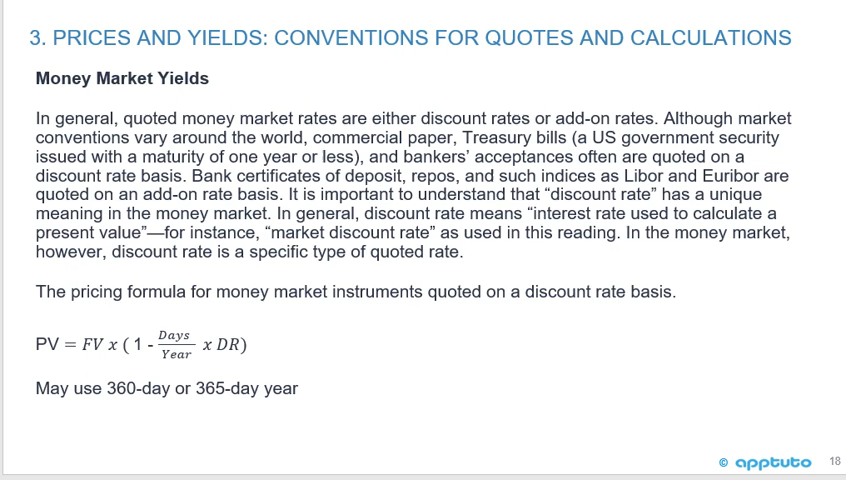 3. PRICES AND YIELDS: CONVENTIONS FOR QUOTES AND CALCULATIONS
Money Market Yields
In general, quoted money market rates are either discount rates or add-on rates. Although market
conventions vary around the world, commercial paper, Treasury bills (a US government security
issued with a maturity of one year or less), and bankers’ acceptances often are quoted on a
discount rate basis. Bank certificates of deposit, repos, and such indices as Libor and Euribor are
quoted on an add-on rate basis. It is important to understand that “discount rate” has a unique
meaning in the money market. In general, discount rate means “interest rate used to calculate a
present value”—for instance, “market discount rate” as used in this reading. In the money market,
however, discount rate is a specific type of quoted rate.
The pricing formula for money market instruments quoted on a discount rate basis.
PV = FV x ( 1 - Days/Year x DR)
May use 360-day or 365-day year
© apptuto 18